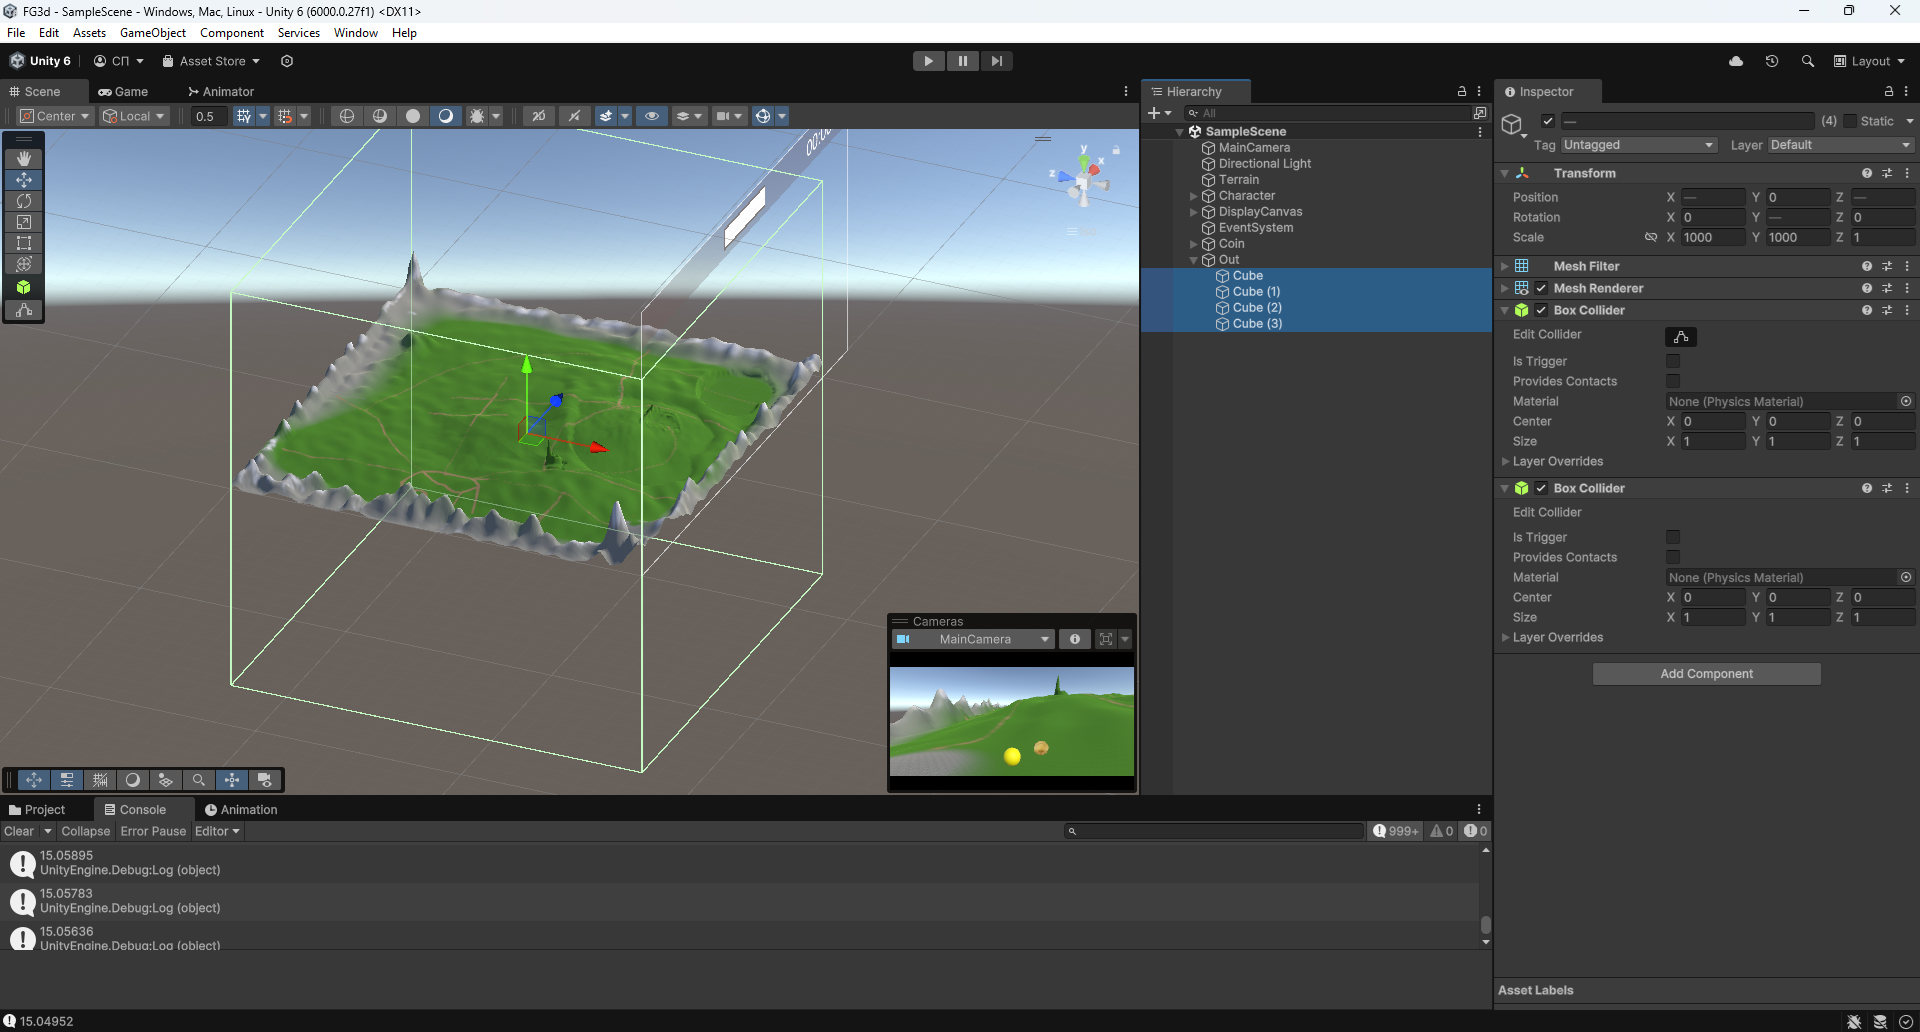 FG3d - SampleScene - Windows, Mac, Linux - Unity 6 (6000.0.27f1) <DX11>
File Edit Assets GameObject Component Services Window Help
Unity 6 СП Asset Store Layout
Scene Game Animator
Center Local 0.5 2D
00:00
y x z
Cameras
MainCamera
Hierarchy
All
SampleScene
MainCamera
Directional Light
Terrain
Character
DisplayCanvas
EventSystem
Coin
Out
Cube
Cube (1)
Cube (2)
Cube (3)
Inspector
— (4) Static
Tag Untagged Layer Default
Transform
Position X — Y 0 Z —
Rotation X 0 Y — Z 0
Scale X 1000 Y 1000 Z 1
Mesh Filter
Mesh Renderer
Box Collider
Edit Collider
Is Trigger
Provides Contacts
Material None (Physics Material)
Center X 0 Y 0 Z 0
Size X 1 Y 1 Z 1
Layer Overrides
Box Collider
Edit Collider
Is Trigger
Provides Contacts
Material None (Physics Material)
Center X 0 Y 0 Z 0
Size X 1 Y 1 Z 1
Layer Overrides
Add Component
Asset Labels
Project Console Animation
Clear Collapse Error Pause Editor 999+ 0 0
15.05895
UnityEngine.Debug:Log (object)
15.05783
UnityEngine.Debug:Log (object)
15.05636
UnityEngine.Debug:Log (object)
15.04952